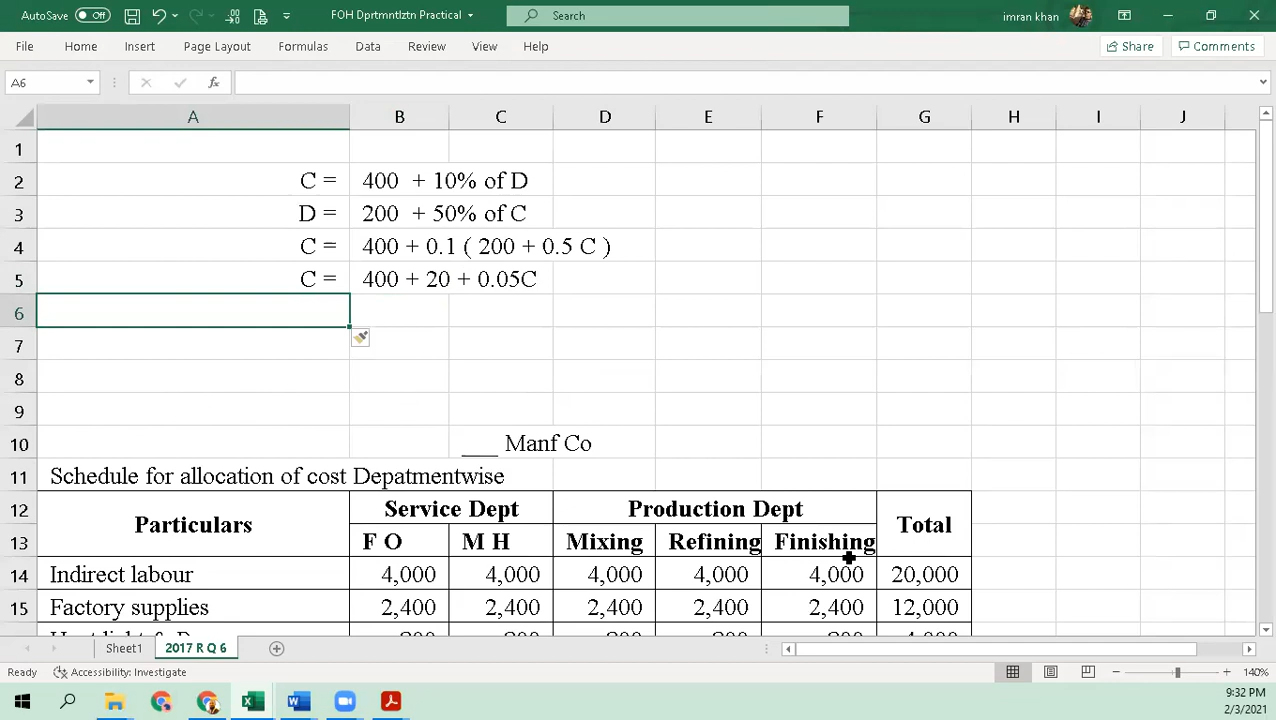 AutoSave Off FOH Dprtmntlztn Practical Search imran khan
File Home Insert Page Layout Formulas Data Review View Help Share Comments
A6 fx
A B C D E F G H I J
1
2 C = 400 + 10% of D
3 D = 200 + 50% of C
4 C = 400 + 0.1 ( 200 + 0.5 C )
5 C = 400 + 20 + 0.05C
6
7
8
9
10 ___ Manf Co
11 Schedule for allocation of cost Depatmentwise
12 Particulars Service Dept Production Dept Total
13 F O M H Mixing Refining Finishing
14 Indirect labour 4,000 4,000 4,000 4,000 4,000 20,000
15 Factory supplies 2,400 2,400 2,400 2,400 2,400 12,000
Sheet1 2017 R Q 6
Ready Accessibility: Investigate 140%
9:32 PM
2/3/2021